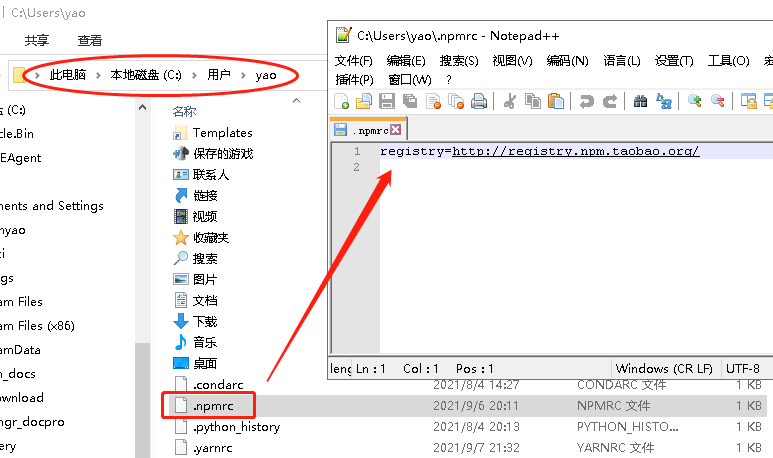 C:\Users\yao
共享 查看
此电脑 本地磁盘 (C:) 用户 yao
(C:)
cle.Bin
EAgent
ments and Settings
nyao
ti
gs
am Files
am Files (x86)
amData
n_docs
ownload
ngr_docpro
ery
名称
Templates
保存的游戏
联系人
链接
视频
收藏夹
搜索
图片
文档
下载
音乐
桌面
.condarc 2021/8/4 14:27 CONDARC 文件 1 KB
.npmrc 2021/9/6 20:11 NPMRC 文件 1 KB
.python_history 2021/8/4 20:13 PYTHON_HISTO... 1 KB
.yarnrc 2021/9/7 21:32 YARNRC 文件 1 KB
C:\Users\yao\.npmrc - Notepad++
文件(F) 编辑(E) 搜索(S) 视图(V) 编码(N) 语言(L) 设置(T) 工具(O) 宏
插件(P) 窗口(W) ?
.npmrc
1 registry=http://registry.npm.taobao.org/
2
leng Ln : 1 Col : 1 Pos : 1 Windows (CR LF) UTF-8